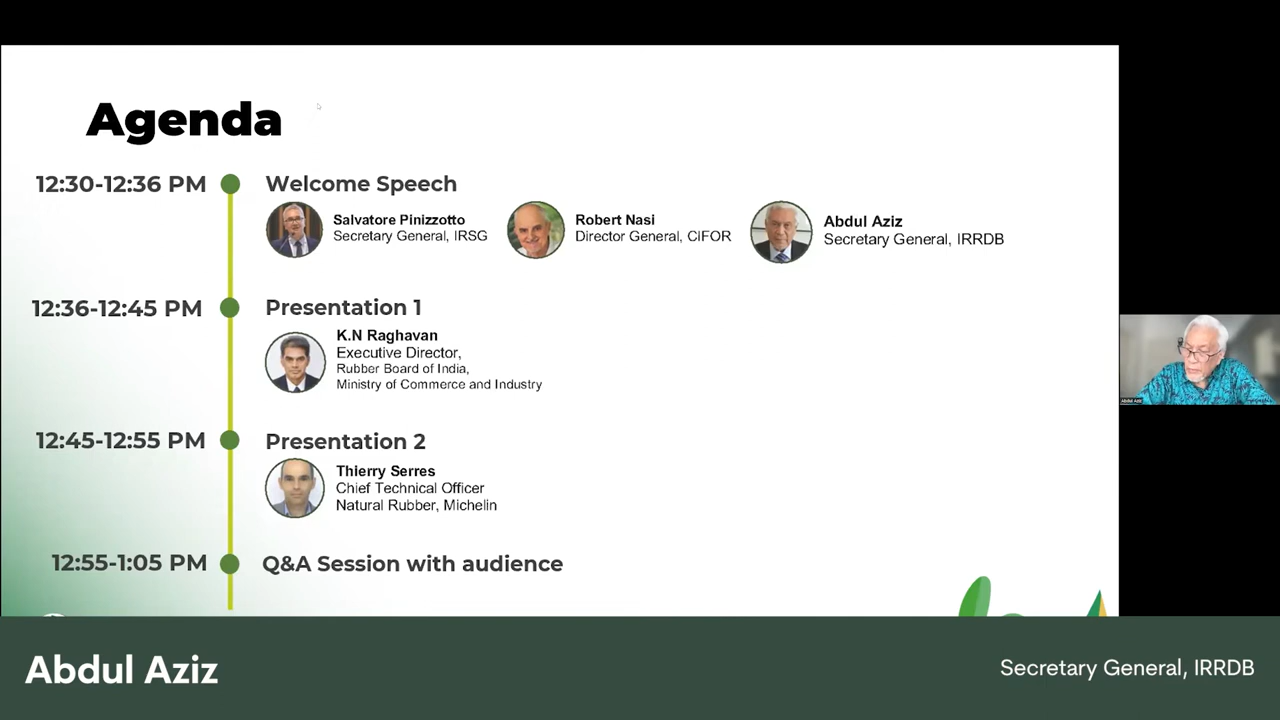 Agenda
12:30-12:36 PM
Welcome Speech
Salvatore Pinizzotto
Secretary General, IRSG
Robert Nasi
Director General, CIFOR
Abdul Aziz
Secretary General, IRRDB
12:36-12:45 PM
Presentation 1
K.N Raghavan
Executive Director,
Rubber Board of India,
Ministry of Commerce and Industry
12:45-12:55 PM
Presentation 2
Thierry Serres
Chief Technical Officer
Natural Rubber, Michelin
12:55-1:05 PM
Q&A Session with audience
Abdul Aziz
Abdul Aziz
Secretary General, IRRDB